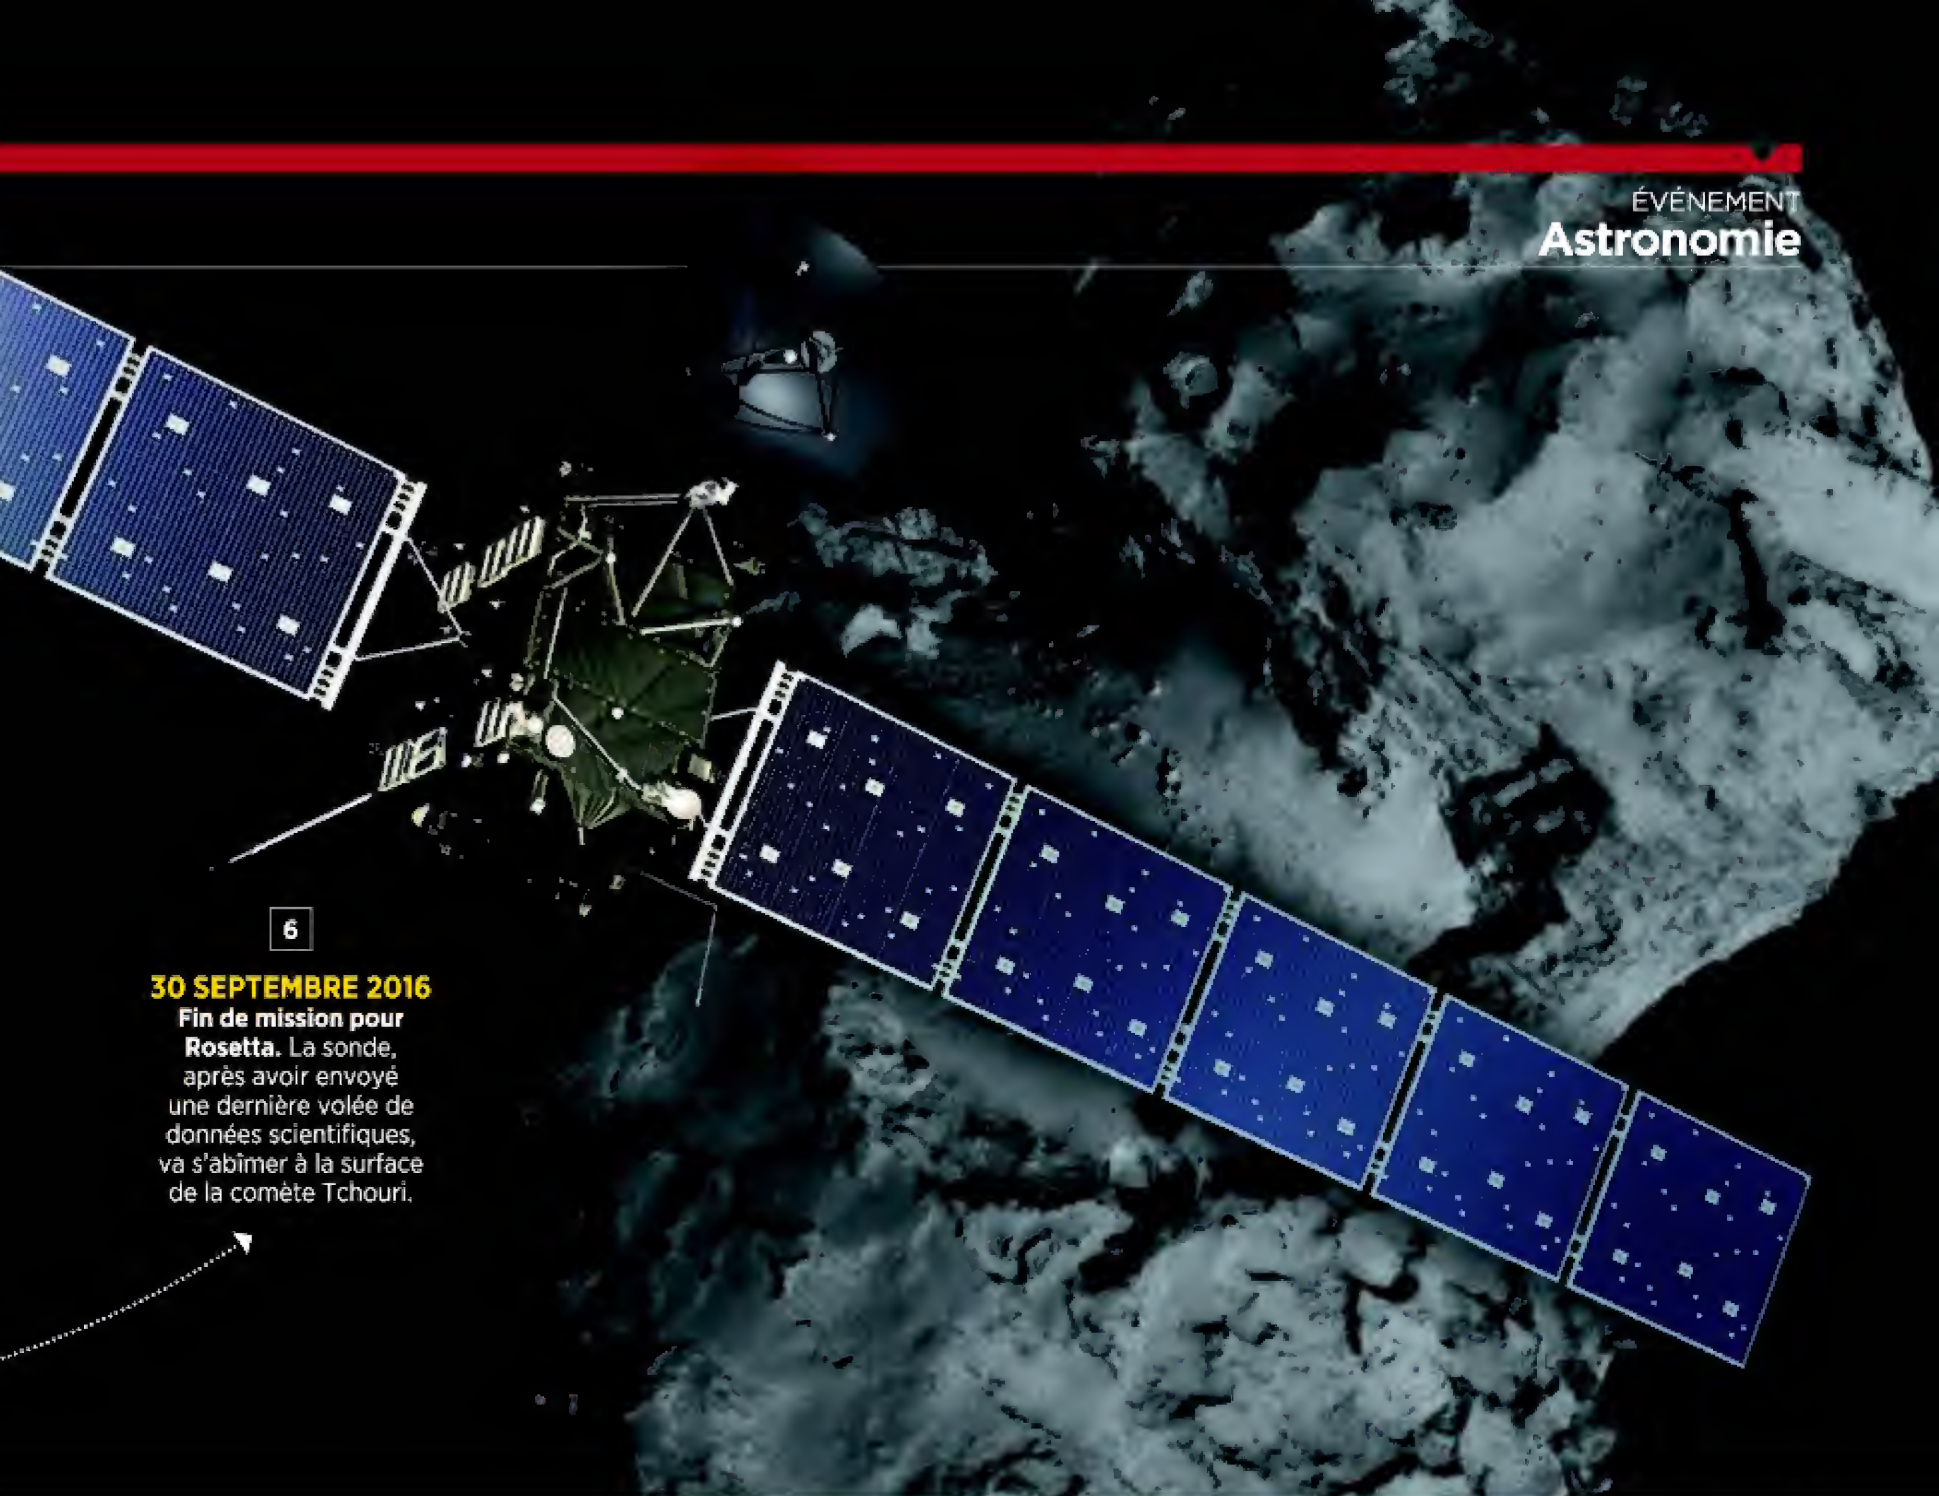 ÉVÉNEMENT
Astronomie
6
30 SEPTEMBRE 2016
Fin de mission pour
Rosetta. La sonde,
après avoir envoyé
une dernière volée de
données scientifiques,
va s'abîmer à la surface
de la comète Tchouri.